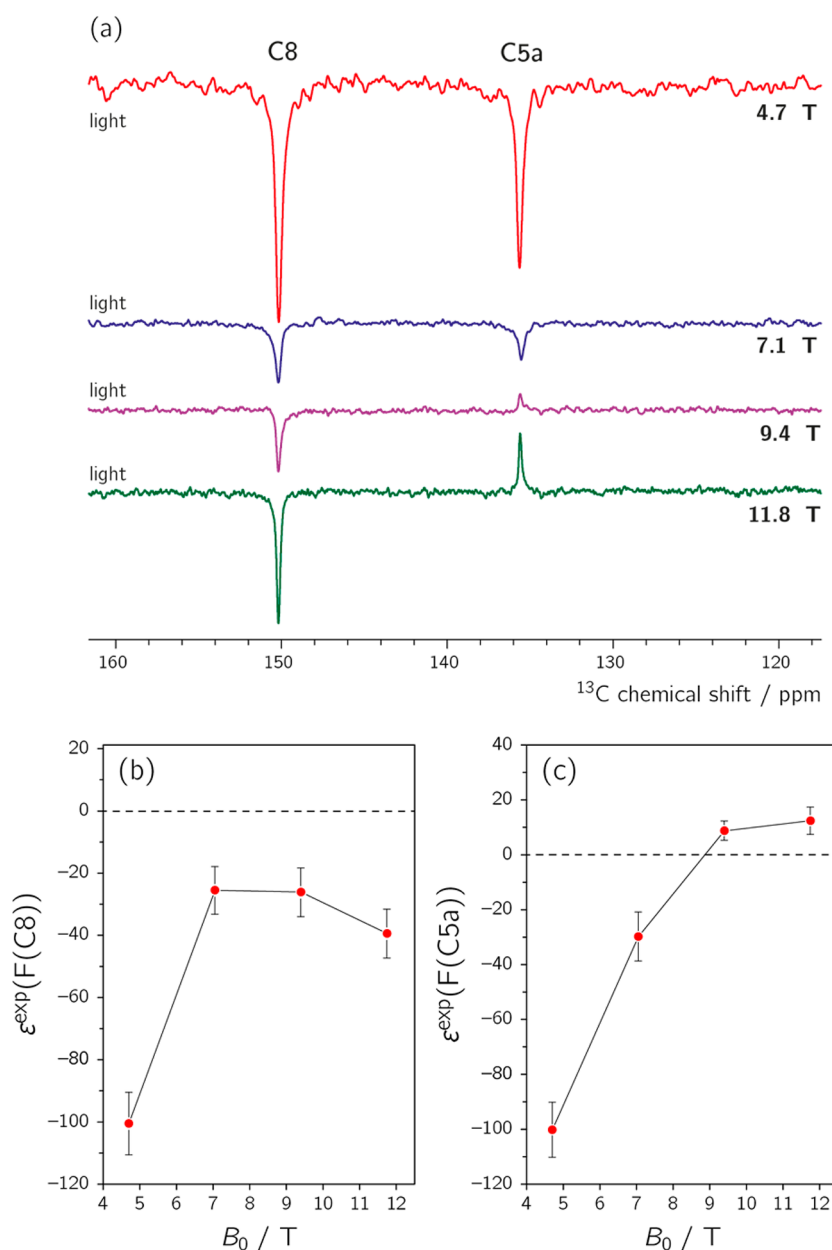 (a)
C8 C5a
light 4.7 T
light 7.1 T
light 9.4 T
light 11.8 T
160 150 140 130 120
¹³C chemical shift / ppm
(b)
20
0
−20
−40
−60
−80
−100
−120
εᵉˣᵖ(F(C8))
4 5 6 7 8 9 10 11 12
B₀ / T
(c)
40
20
0
−20
−40
−60
−80
−100
−120
εᵉˣᵖ(F(C5a))
4 5 6 7 8 9 10 11 12
B₀ / T